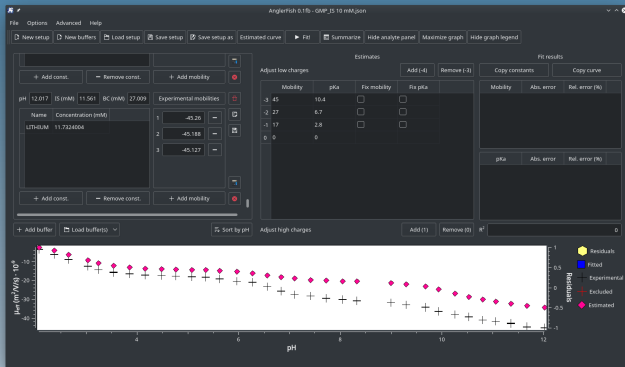 AnglerFish 0.1fb - GMP_IS 10 mM.json
File Options Advanced Help
New setup New buffers Load setup Save setup Save setup as Estimated curve Fit! Summarize Hide analyte panel Maximize graph Hide graph legend
Estimates
Fit results
Add const. Remove const. Add mobility
Adjust low charges Add (-4) Remove (-3)
Copy constants Copy curve
Mobility pKa Fix mobility Fix pKa
Mobility Abs. error Rel. error (%)
pH 12.017 IS (mM) 11.561 BC (mM) 27.009 Experimental mobilities
-3 45 10.4
-2 27 6.7
-1 17 2.8
0 0 0
Name Concentration (mM)
LITHIUM 11.7324004
1 -45.26
2 -45.188
3 -45.127
pKa Abs. error Rel. error (%)
Add const. Remove const. Add mobility
Add buffer Load buffer(s) Sort by pH
Adjust high charges Add (1) Remove (0)
R² 0
μeff (m²/V/s) · 10⁻⁹
-10
-20
-30
-40
4 6 8 10 12
pH
1
0.5
0
-0.5
-1
Residuals
Residuals
Fitted
Experimental
Excluded
Estimated